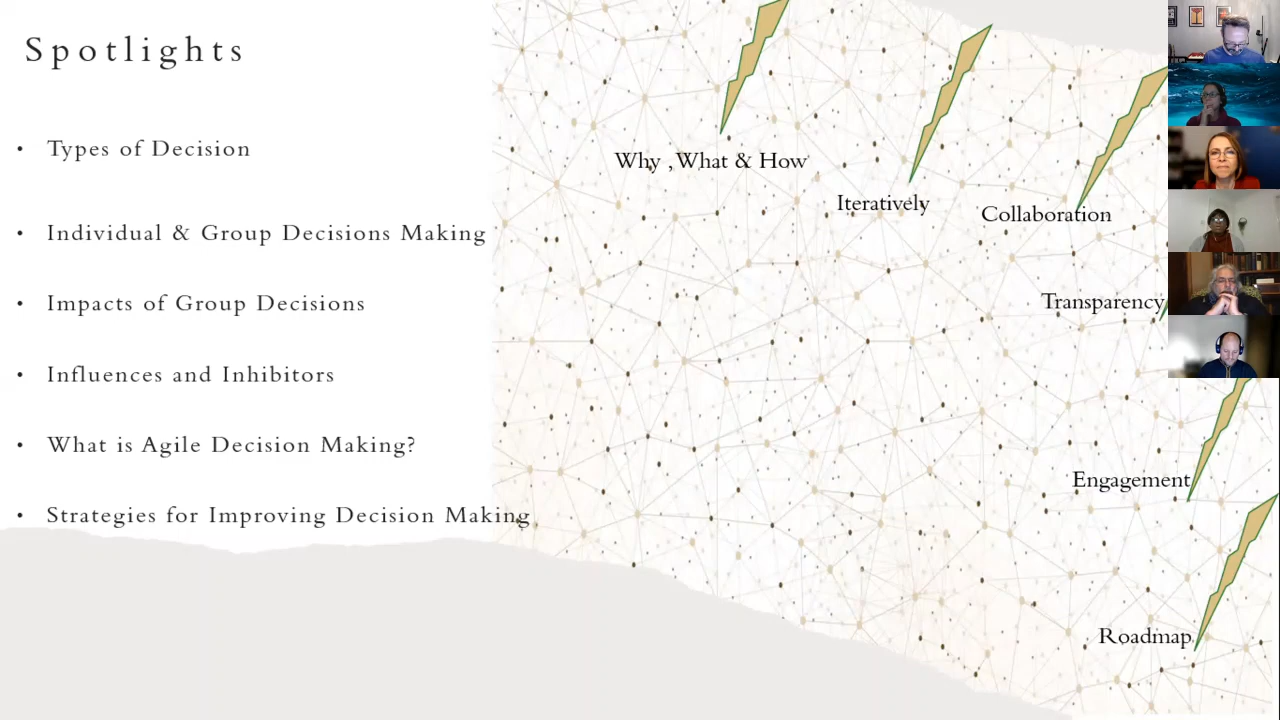 Spotlights
• Types of Decision
• Individual & Group Decisions Making
• Impacts of Group Decisions
• Influences and Inhibitors
• What is Agile Decision Making?
• Strategies for Improving Decision Making
Why , What & How
Iteratively
Collaboration
Transparency
Engagement
Roadmap